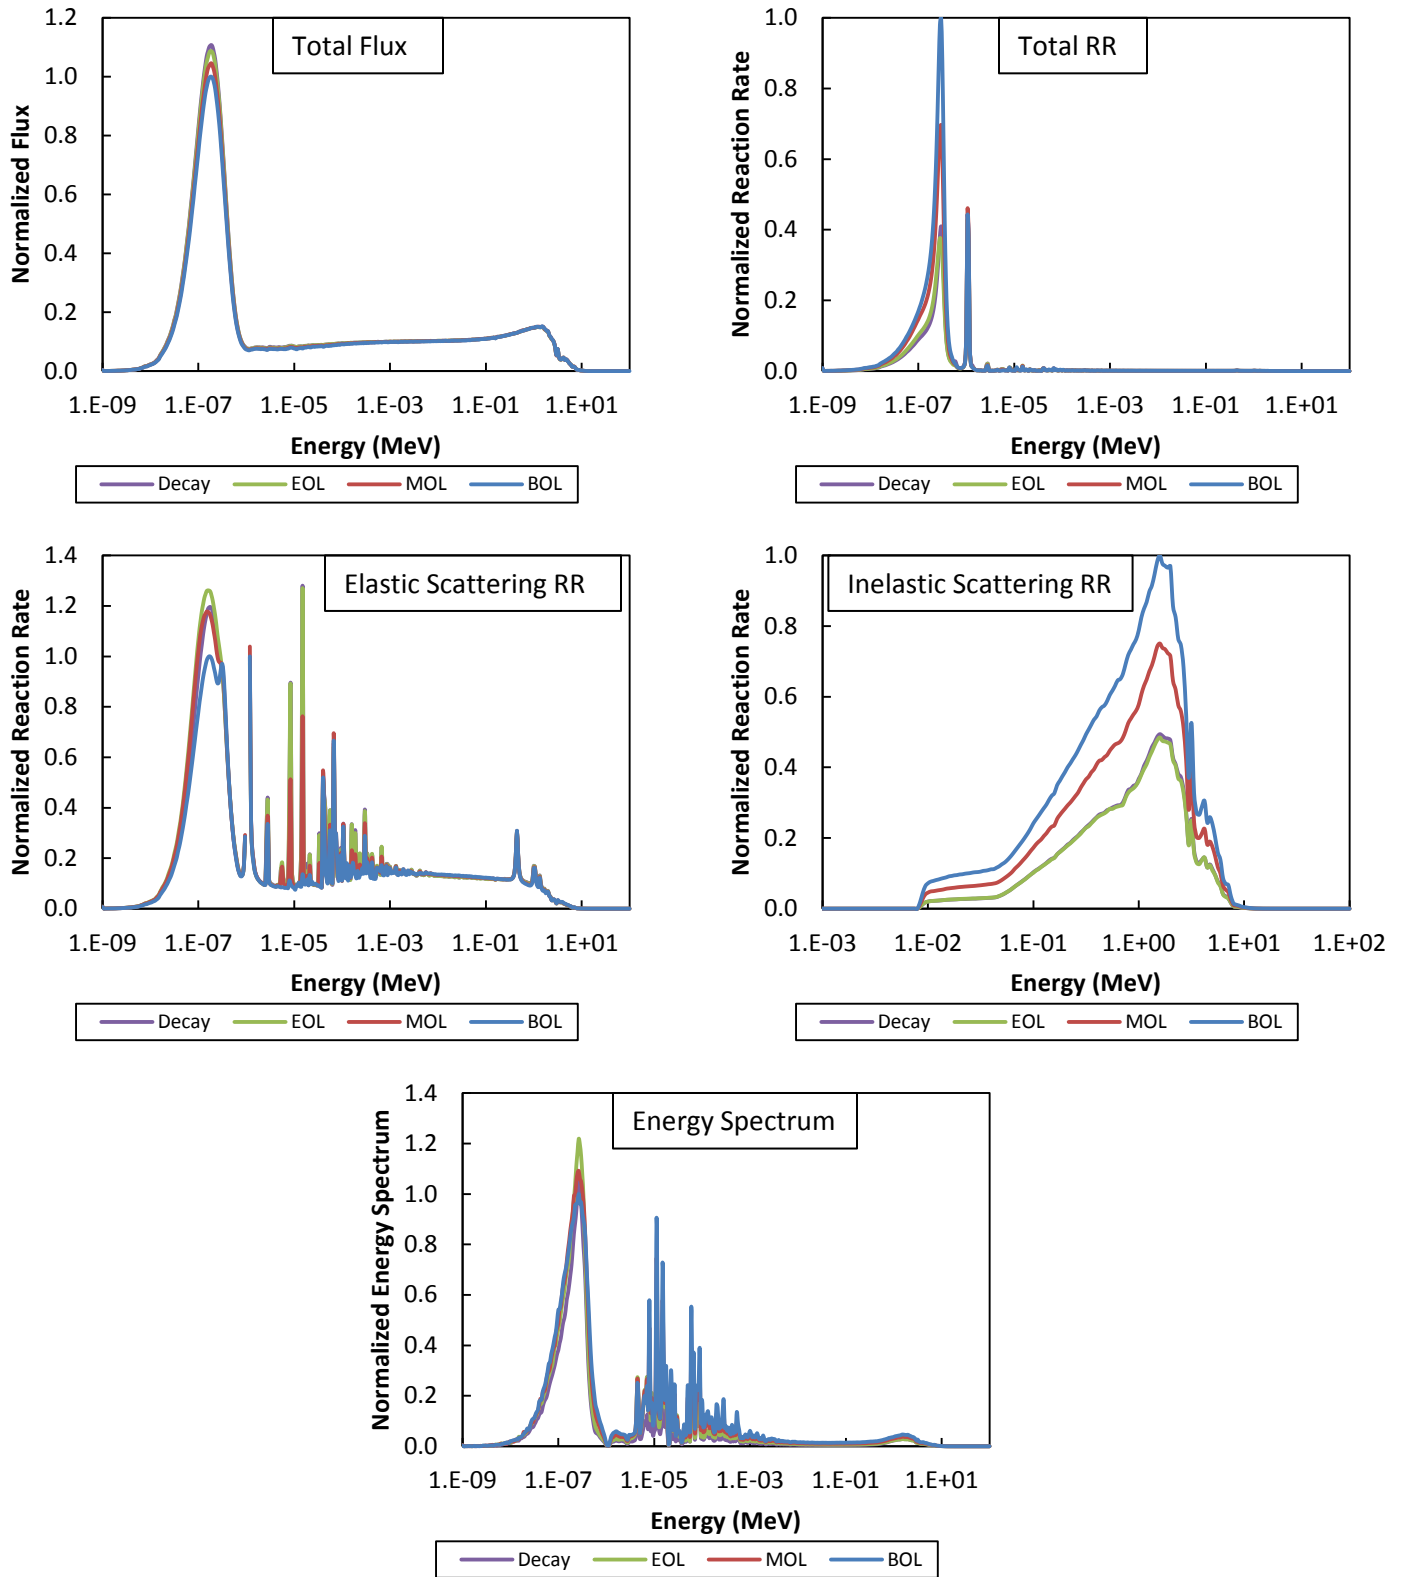 Total Flux
Normalized Flux
1.2
1.0
0.8
0.6
0.4
0.2
0.0
1.E-09 1.E-07 1.E-05 1.E-03 1.E-01 1.E+01
Energy (MeV)
Decay EOL MOL BOL
Total RR
Normalized Reaction Rate
1.0
0.8
0.6
0.4
0.2
0.0
1.E-09 1.E-07 1.E-05 1.E-03 1.E-01 1.E+01
Energy (MeV)
Decay EOL MOL BOL
Elastic Scattering RR
Normalized Reaction Rate
1.4
1.2
1.0
0.8
0.6
0.4
0.2
0.0
1.E-09 1.E-07 1.E-05 1.E-03 1.E-01 1.E+01
Energy (MeV)
Decay EOL MOL BOL
Inelastic Scattering RR
Normalized Reaction Rate
1.0
0.8
0.6
0.4
0.2
0.0
1.E-03 1.E-02 1.E-01 1.E+00 1.E+01 1.E+02
Energy (MeV)
Decay EOL MOL BOL
Energy Spectrum
Normalized Energy Spectrum
1.4
1.2
1.0
0.8
0.6
0.4
0.2
0.0
1.E-09 1.E-07 1.E-05 1.E-03 1.E-01 1.E+01
Energy (MeV)
Decay EOL MOL BOL